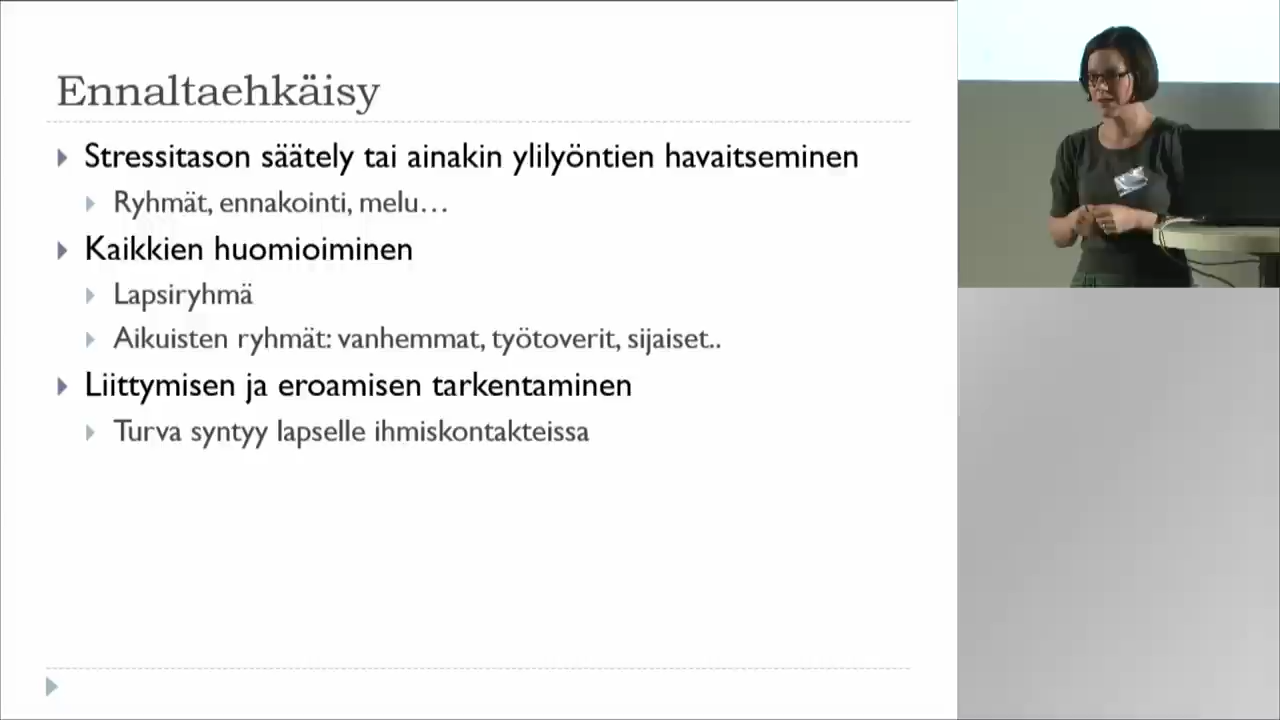 Ennaltaehkäisy
Stressitason säätely tai ainakin ylilyöntien havaitseminen
Ryhmät, ennakointi, melu…
Kaikkien huomioiminen
Lapsiryhmä
Aikuisten ryhmät: vanhemmat, työtoverit, sijaiset..
Liittymisen ja eroamisen tarkentaminen
Turva syntyy lapselle ihmiskontakteissa